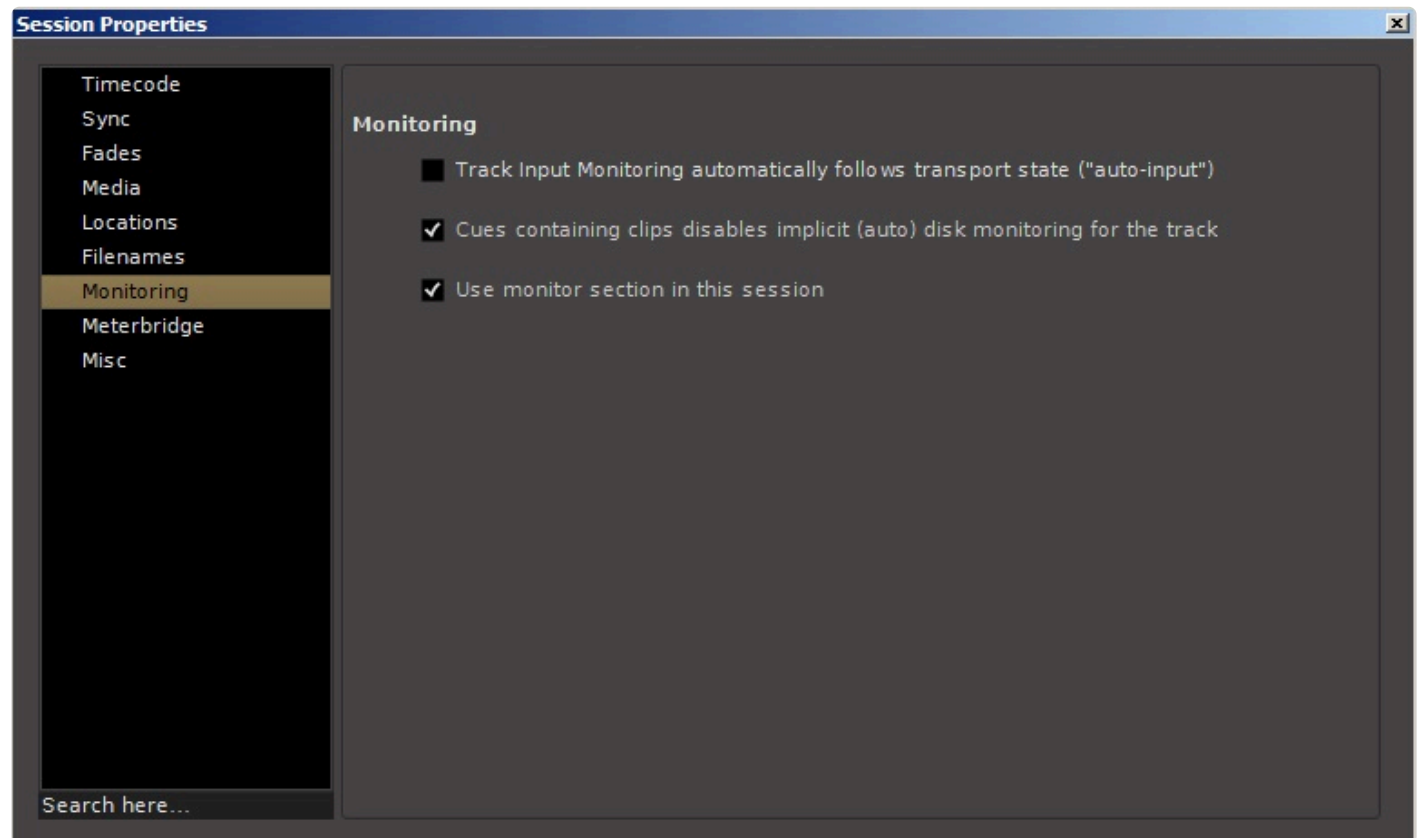 Session Properties
Timecode
Sync
Fades
Media
Locations
Filenames
Monitoring
Meterbridge
Misc
Search here...
Monitoring
Track Input Monitoring automatically follows transport state ("auto-input")
Cues containing clips disables implicit (auto) disk monitoring for the track
Use monitor section in this session